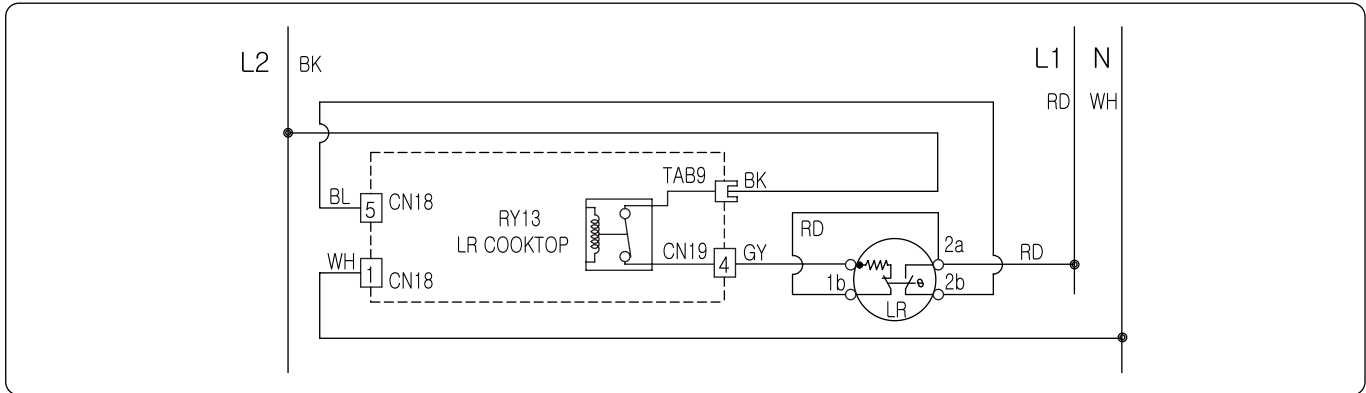 L2 BK
L1 N
RD WH
TAB9 BK
BL 5 CN18
RY13
LR COOKTOP
CN19 4 GY
RD
2a
RD
WH 1 CN18
1b
2b
θ
LR